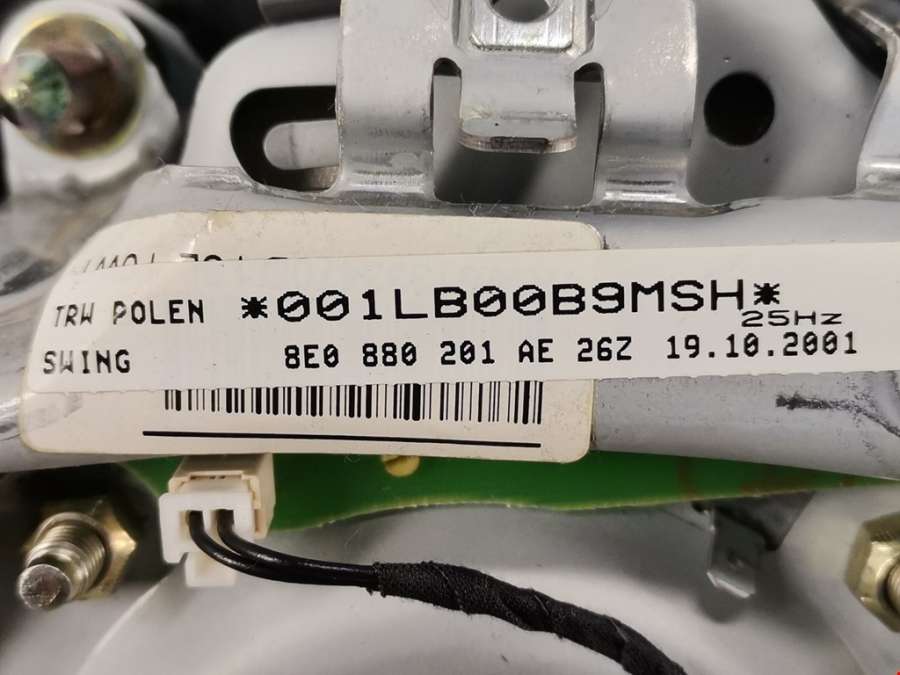 TRW POLEN *001LB00B9MSH*
25Hz
SWING 8E0 880 201 AE 26Z 19.10.2001